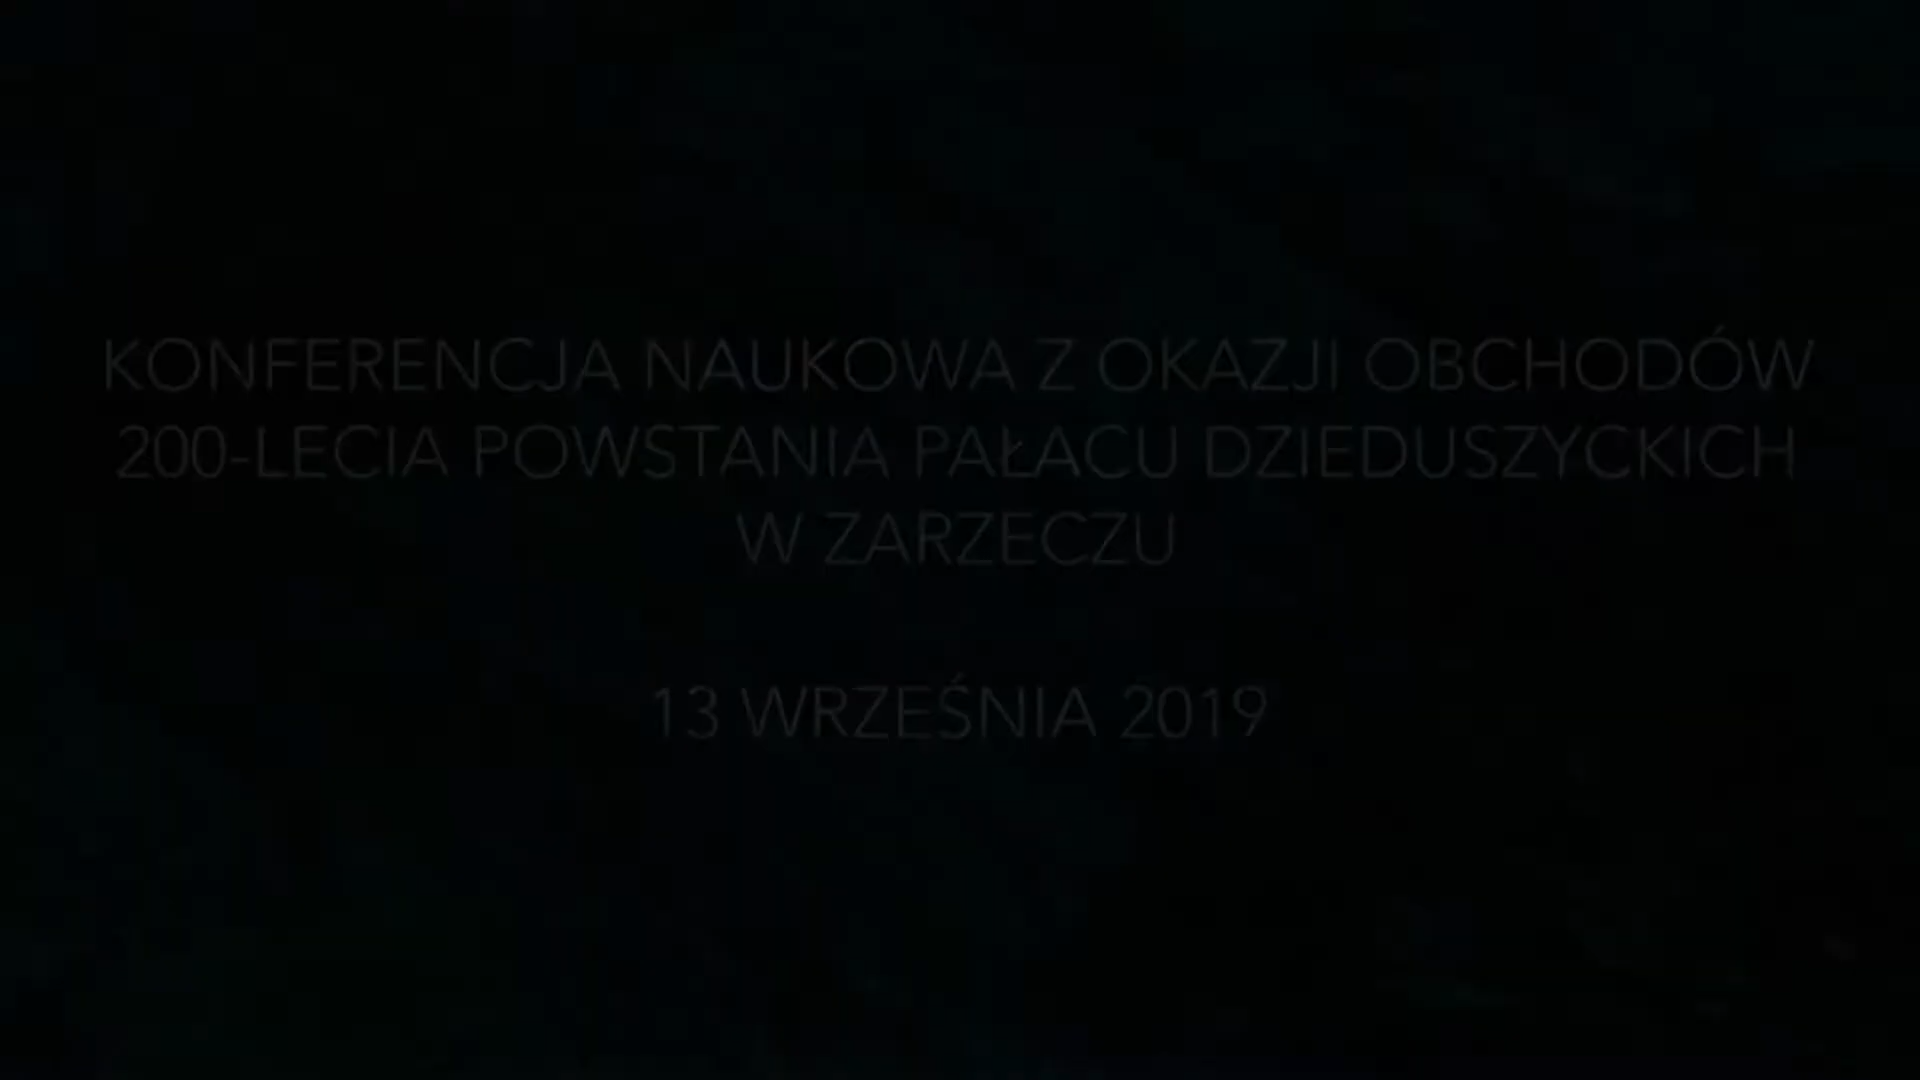 KONFERENCJA NAUKOWA Z OKAZJI OBCHODÓW
200-LECIA POWSTANIA PAŁACU DZIEDUSZYCKICH
W ZARZECZU
13 WRZEŚNIA 2019